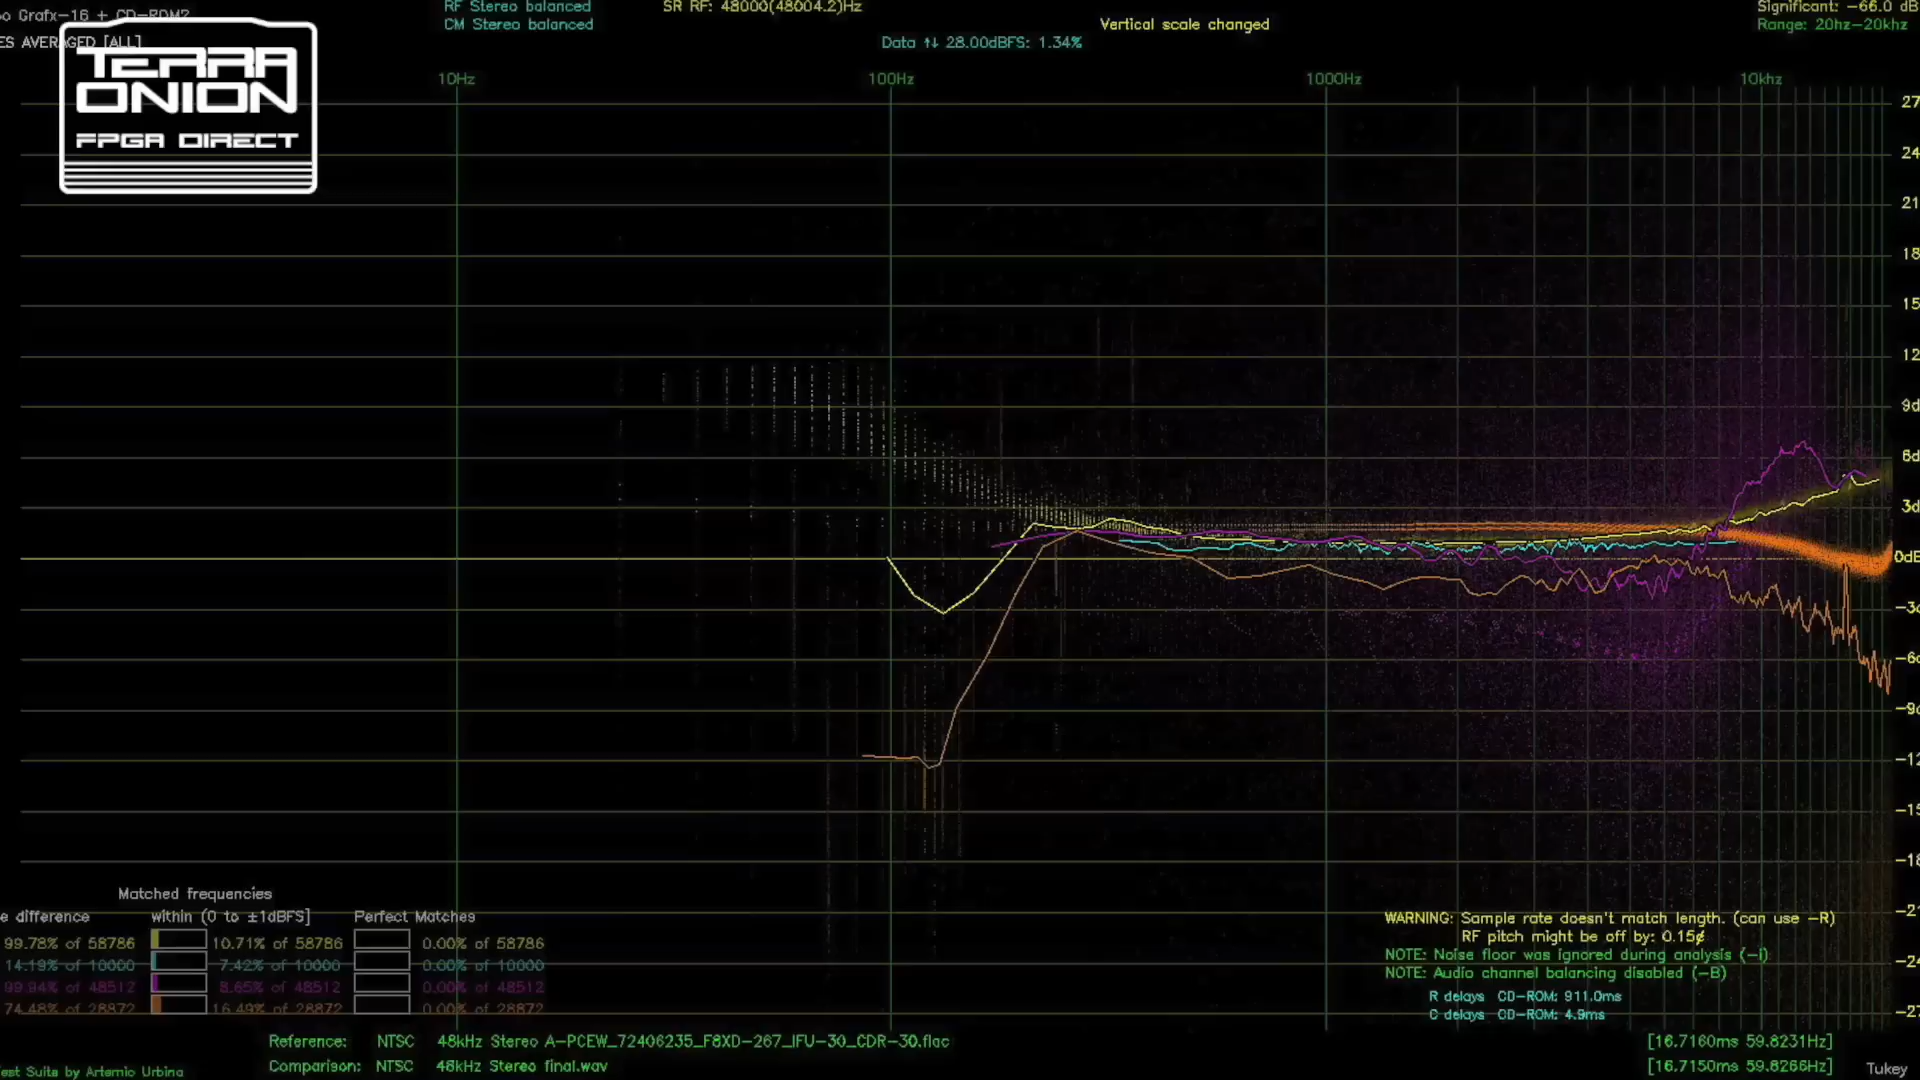 o Grafx-16 + CD-ROM2
RF Stereo balanced
SR RF: 48000(48004.2)Hz
Significant: -66.0 dB
CM Stereo balanced
Vertical scale changed
Range: 20hz-20khz
ES AVERAGED [ALL]
Data ↑↓ 28.00dBFS: 1.34%
TERRA
ONION
FPGA DIRECT
10Hz
100Hz
1000Hz
10khz
27
24
21
18
15
12
9d
6d
3d
0dB
-3d
-6d
-9d
-12
-15
-18
-21
-24
-27
Matched frequencies
e difference
within (0 to ±1dBFS]
Perfect Matches
99.78% of 58786
10.71% of 58786
0.00% of 58786
14.19% of 10000
7.42% of 10000
0.00% of 10000
99.94% of 48512
8.65% of 48512
0.00% of 48512
74.48% of 28872
16.49% of 28872
0.00% of 28872
WARNING: Sample rate doesn't match length. (can use -R)
RF pitch might be off by: 0.15¢
NOTE: Noise floor was ignored during analysis (-i)
NOTE: Audio channel balancing disabled (-B)
R delays CD-ROM: 911.0ms
C delays CD-ROM: 4.9ms
Reference: NTSC 48kHz Stereo A-PCEW_72406235_F8XD-267_IFU-30_CDR-30.flac
[16.7160ms 59.8231Hz]
Comparison: NTSC 48kHz Stereo final.wav
[16.7150ms 59.8266Hz]
est Suite by Artemio Urbina
Tukey